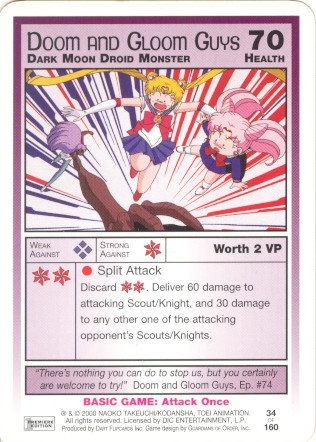 Doom and Gloom Guys 70
Dark Moon Droid Monster Health
Weak Against
Strong Against
Worth 2 VP
Split Attack
Discard . Deliver 60 damage to
attacking Scout/Knight, and 30 damage
to any other one of the attacking
opponent's Scouts/Knights.
"There's nothing you can do to stop us, but you certainly
are welcome to try!" Doom and Gloom Guys, Ep. #74
BASIC GAME: Attack Once
PREMIERE
EDITION
® & © 2000 NAOKO TAKEUCHI/KODANSHA, TOEI ANIMATION.
All rights reserved. Licensed by DIC ENTERTAINMENT, L.P.
Produced by Dart Flipcards Inc. Game design by Guardians of Order, Inc.
34
OF
160